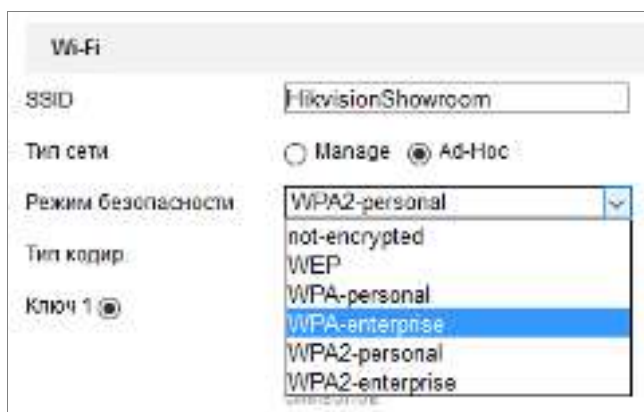 Wi-Fi
SSID HikvisionShowroom
Тип сети Manage Ad-Hoc
Режим безопасности WPA2-personal
not-encrypted
Тип кодир. WEP
WPA-personal
Ключ 1 WPA-enterprise
WPA2-personal
WPA2-enterprise